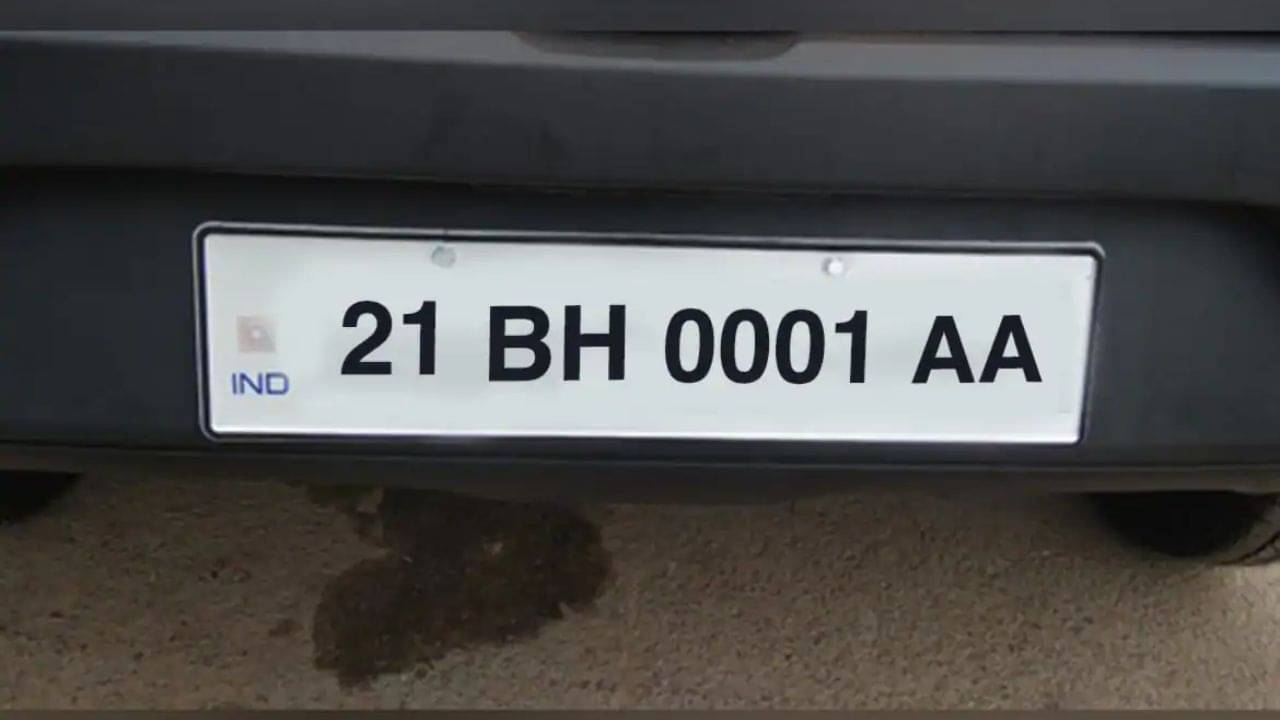 IND
21 BH 0001 AA